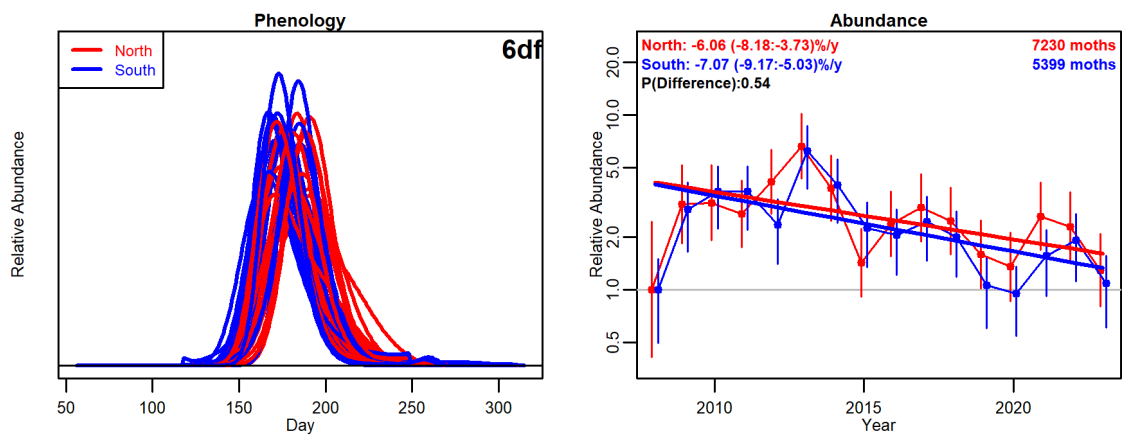 Phenology
North
South
6df
Relative Abundance
50 100 150 200 250 300
Day
Abundance
North: -6.06 (-8.18:-3.73)%/y 7230 moths
South: -7.07 (-9.17:-5.03)%/y 5399 moths
P(Difference):0.54
Relative Abundance
20.0
10.0
5.0
2.0
1.0
0.5
2010 2015 2020
Year